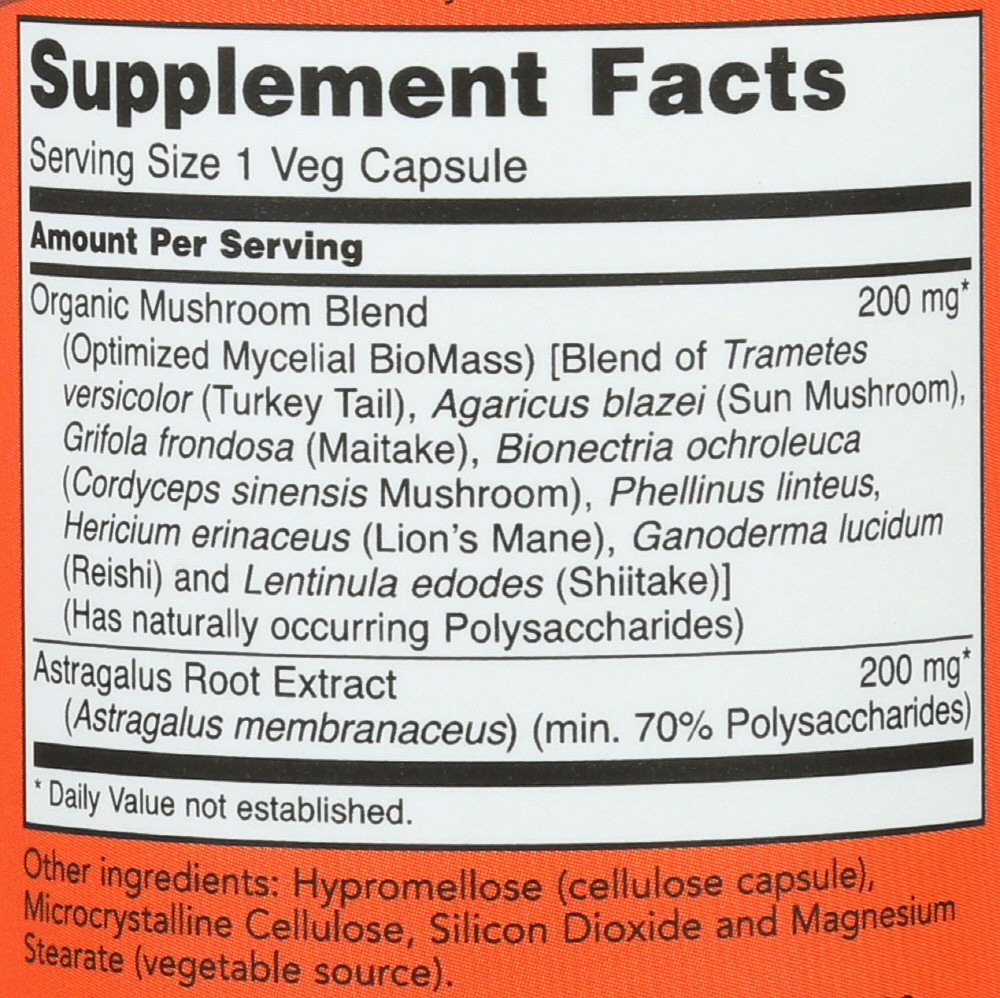 Supplement Facts
Serving Size 1 Veg Capsule
Amount Per Serving
Organic Mushroom Blend 200 mg*
(Optimized Mycelial BioMass) [Blend of Trametes
versicolor (Turkey Tail), Agaricus blazei (Sun Mushroom),
Grifola frondosa (Maitake), Bionectria ochroleuca
(Cordyceps sinensis Mushroom), Phellinus linteus,
Hericium erinaceus (Lion's Mane), Ganoderma lucidum
(Reishi) and Lentinula edodes (Shiitake)]
(Has naturally occurring Polysaccharides)
Astragalus Root Extract 200 mg*
(Astragalus membranaceus) (min. 70% Polysaccharides)
* Daily Value not established.
Other ingredients: Hypromellose (cellulose capsule),
Microcrystalline Cellulose, Silicon Dioxide and Magnesium
Stearate (vegetable source).